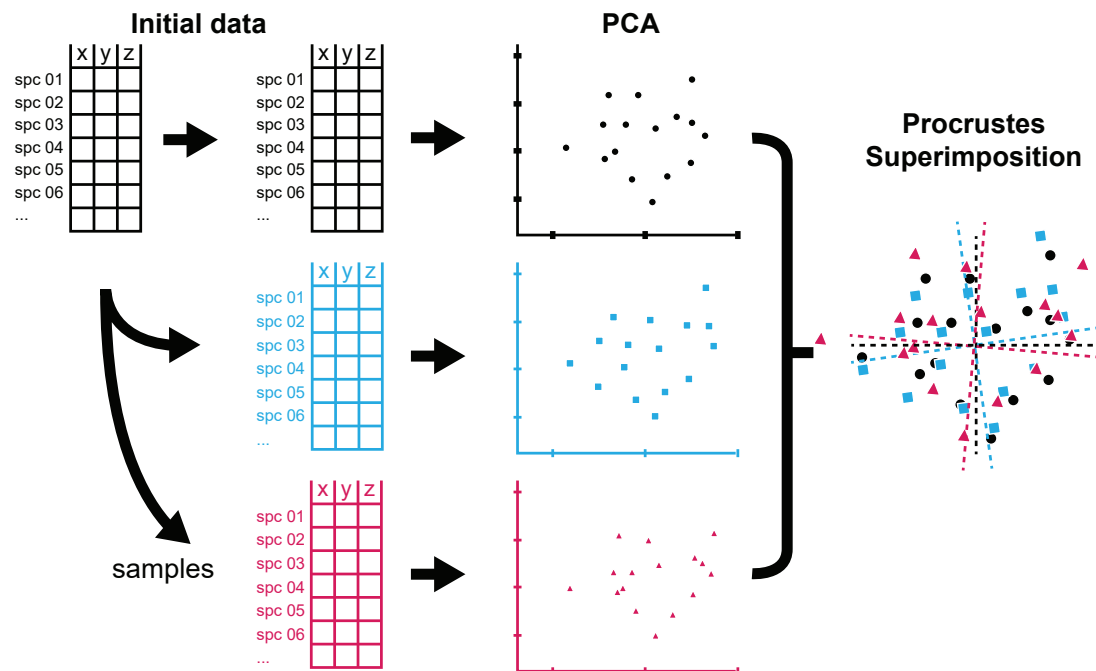 Initial data
PCA
x y z
spc 01
spc 02
spc 03
spc 04
spc 05
spc 06
...
x y z
spc 01
spc 02
spc 03
spc 04
spc 05
spc 06
...
Procrustes
Superimposition
x y z
spc 01
spc 02
spc 03
spc 04
spc 05
spc 06
...
samples
x y z
spc 01
spc 02
spc 03
spc 04
spc 05
spc 06
...